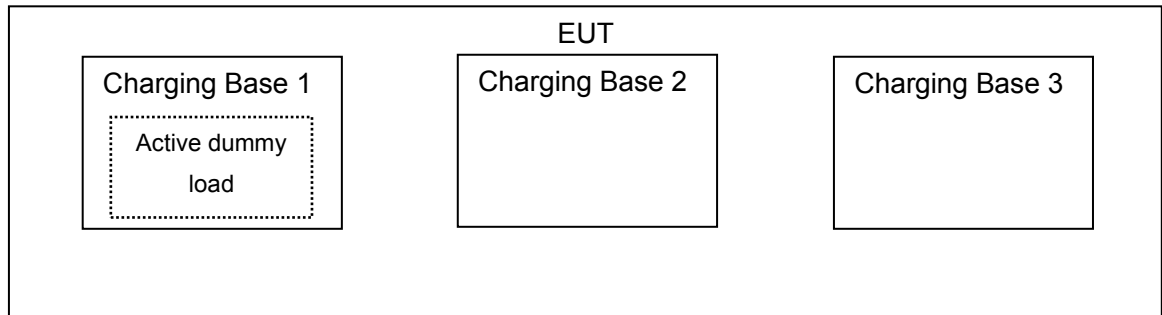 EUT
Charging Base 1
Active dummy
load
Charging Base 2
Charging Base 3